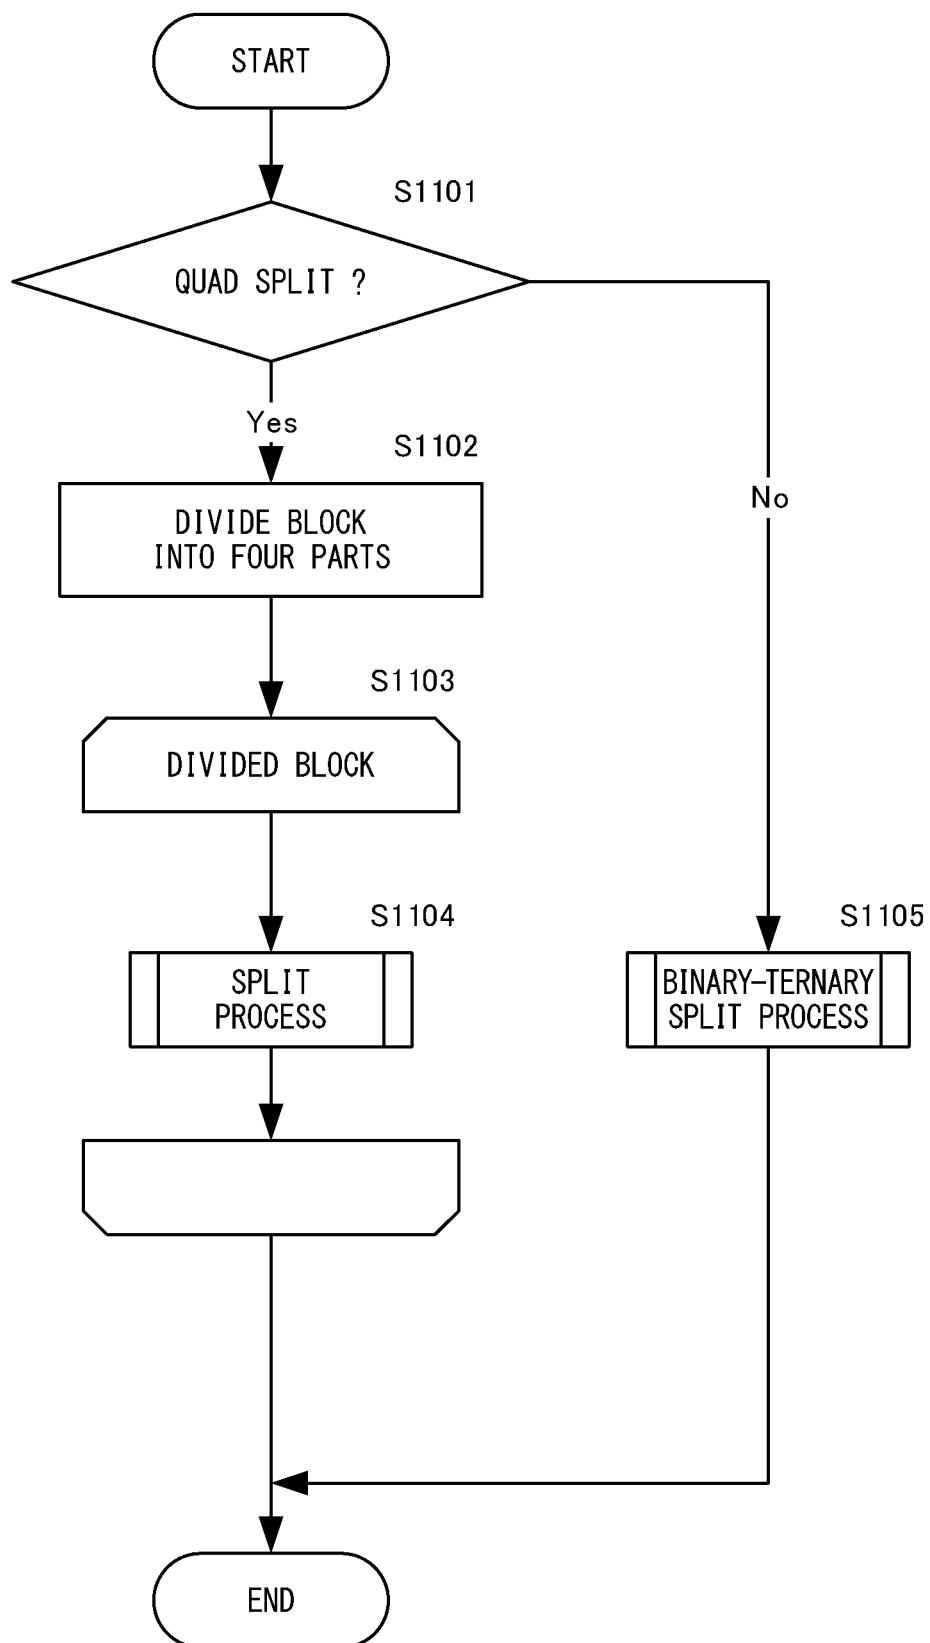 START
S1101
QUAD SPLIT ?
Yes
S1102
No
DIVIDE BLOCK
INTO FOUR PARTS
S1103
DIVIDED BLOCK
S1104
S1105
SPLIT
PROCESS
BINARY-TERNARY
SPLIT PROCESS
END